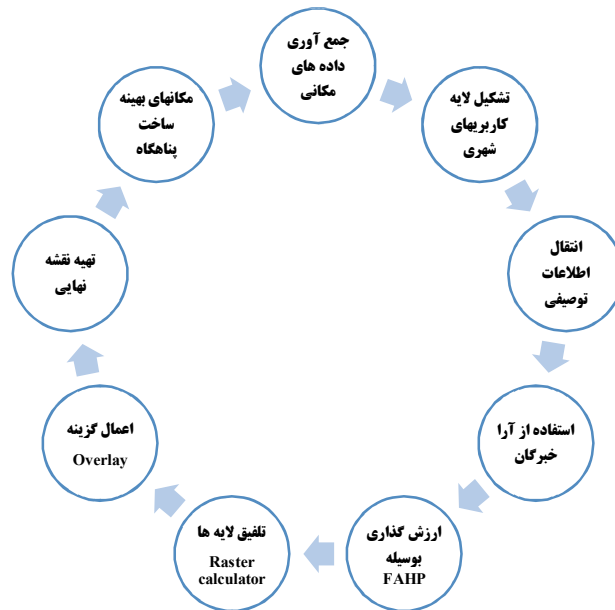 جمع آوری
داده های
مکانی
تشکیل لایه
کاربریهای
شهری
انتقال
اطلاعات
توصیفی
استفاده از آرا
خبرگان
ارزش گذاری
بوسیله
FAHP
تلفیق لایه ها
Raster
calculator
اعمال گزینه
Overlay
تهیه نقشه
نهایی
مکانهای بهینه
ساخت
پناهگاه